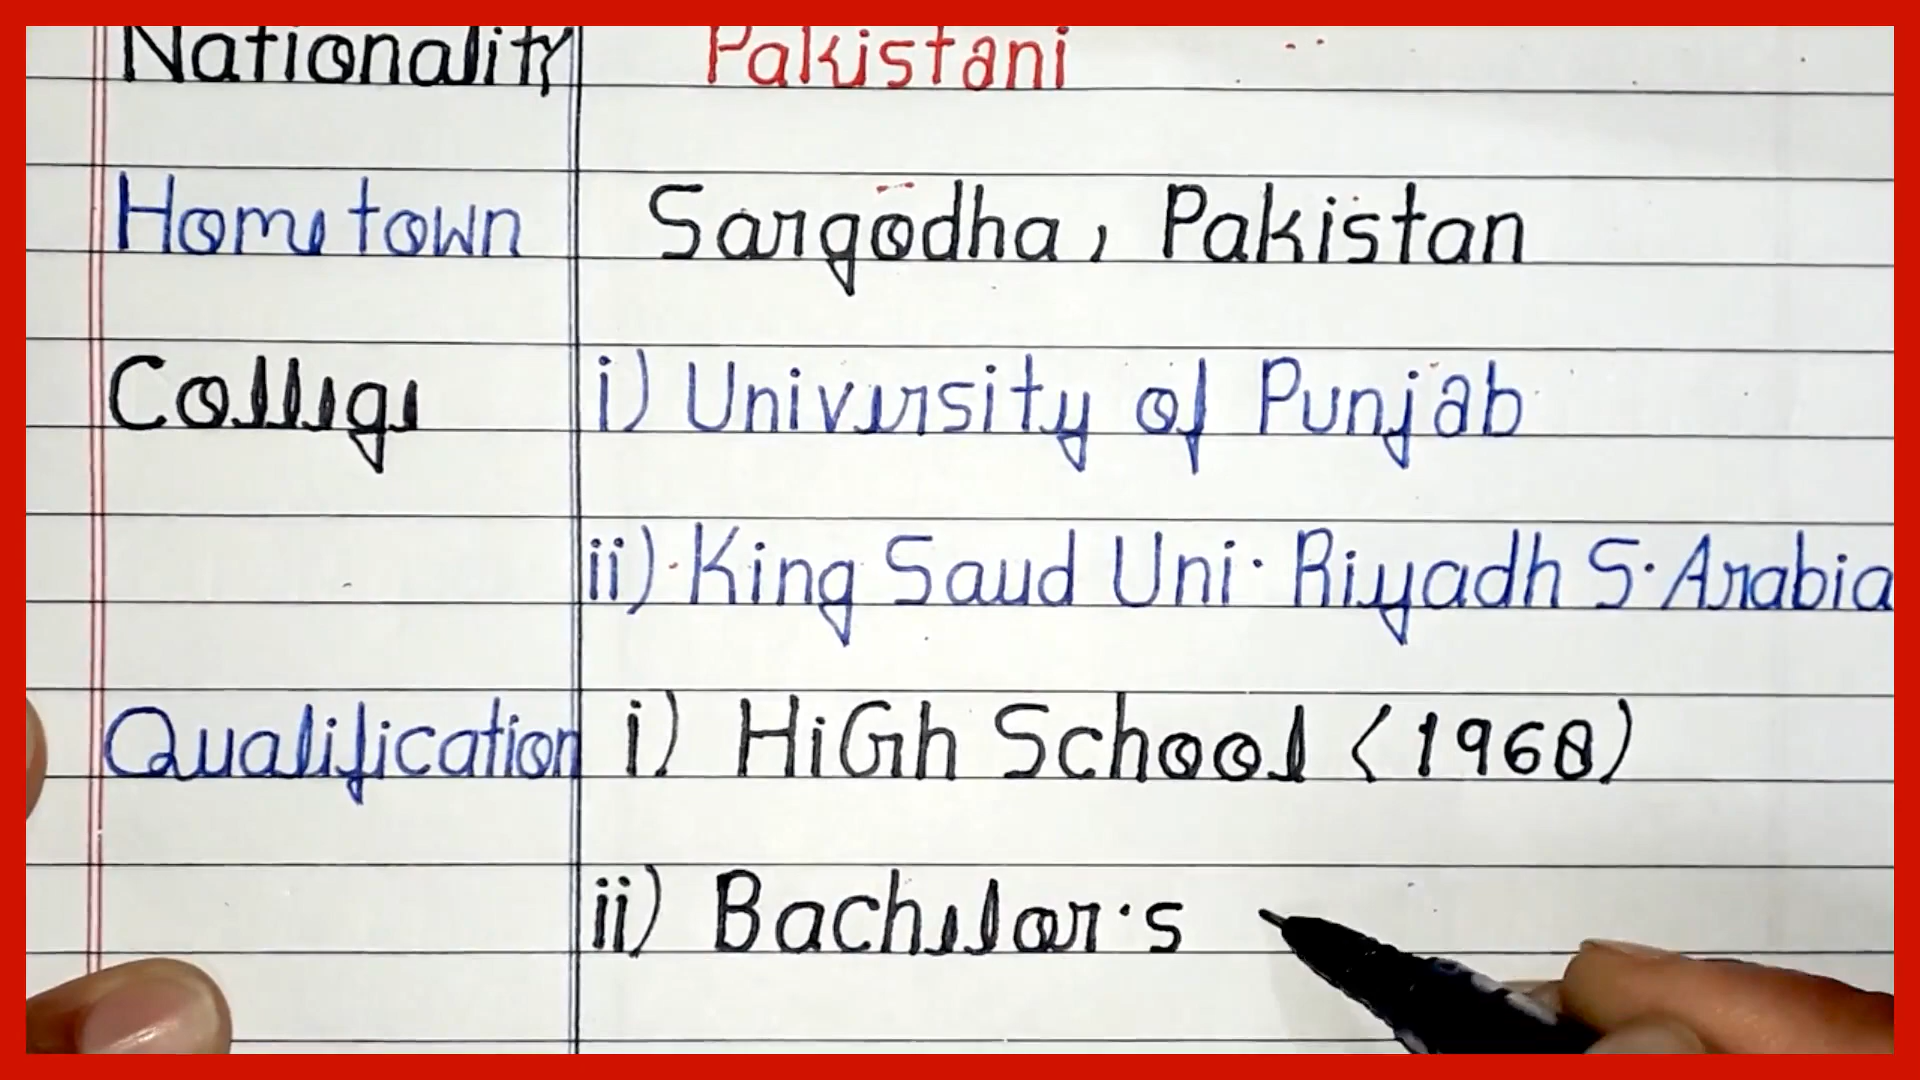 Nationality Pakistani
Hometown Sargodha, Pakistan
College i) University of Punjab
ii) King Saud Uni. Riyadh S. Arabia
Qualification i) HiGh School (1968)
ii) Bachelor's